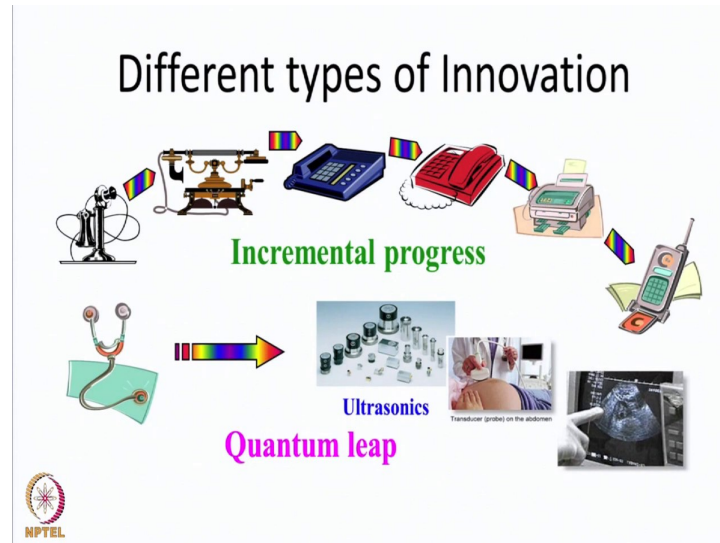 Different types of Innovation
Incremental progress
Ultrasonics
Transducer (probe) on the abdomen
Quantum leap
NPTEL